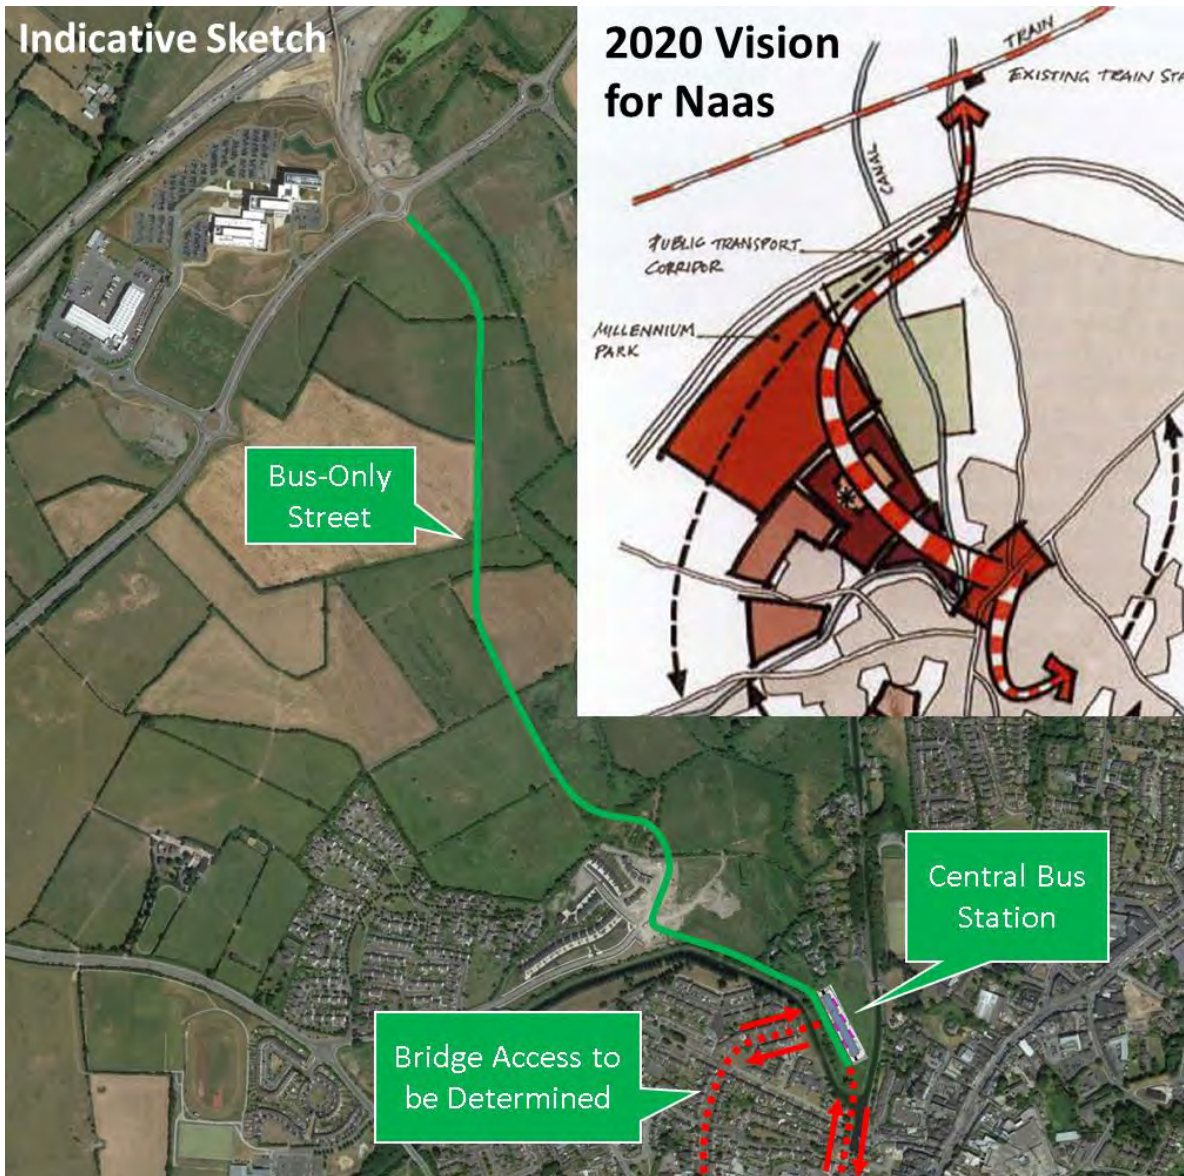 Indicative Sketch
2020 Vision
for Naas
TRAIN
EXISTING TRAIN STA
CANAL
PUBLIC TRANSPORT
CORRIDOR
MILLENNIUM
PARK
Bus-Only
Street
Central Bus
Station
Bridge Access to
be Determined